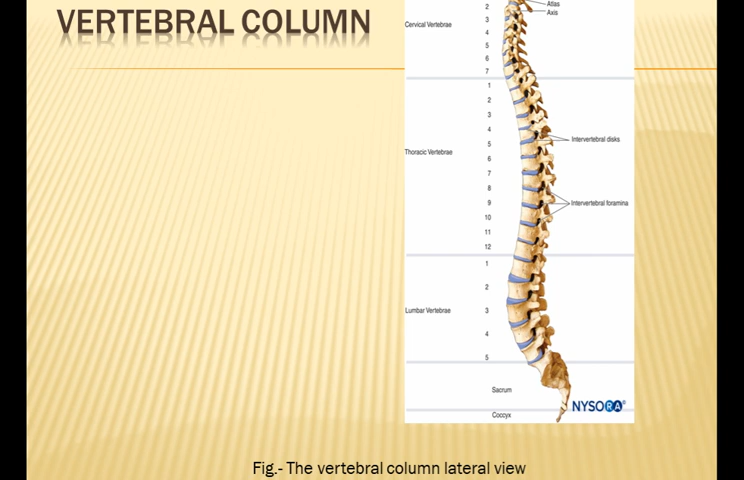 VERTEBRAL COLUMN
Atlas
2
Axis
3
Cervical Vertebrae
4
5
6
7
1
2
3
4
Intervertebral disks
5
Thoracic Vertebrae
6
7
8
9
Intervertebral foramina
10
11
12
1
2
Lumbar Vertebrae
3
4
5
Sacrum
NYSORA®
Coccyx
Fig.- The vertebral column lateral view